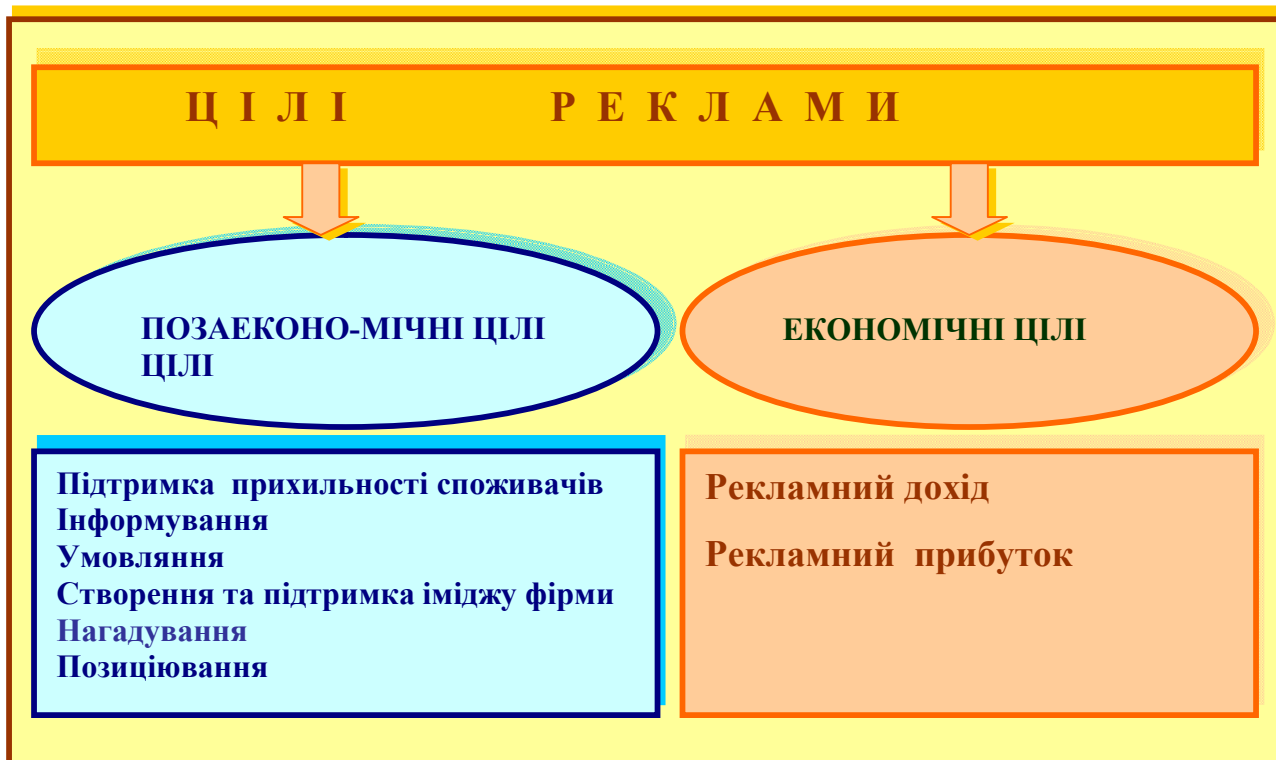 Ц І Л І Р Е К Л А М И
ПОЗАЕКОНО-МІЧНІ ЦІЛІ
ЦІЛІ
ЕКОНОМІЧНІ ЦІЛІ
Підтримка прихильності споживачів
Інформування
Умовляння
Створення та підтримка іміджу фірми
Нагадування
Позиціювання
Рекламний дохід
Рекламний прибуток